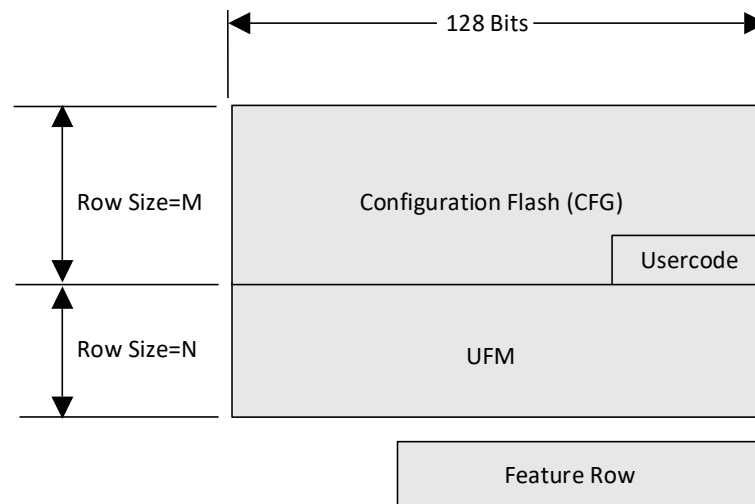 128 Bits
Row Size=M
Configuration Flash (CFG)
Usercode
Row Size=N
UFM
Feature Row